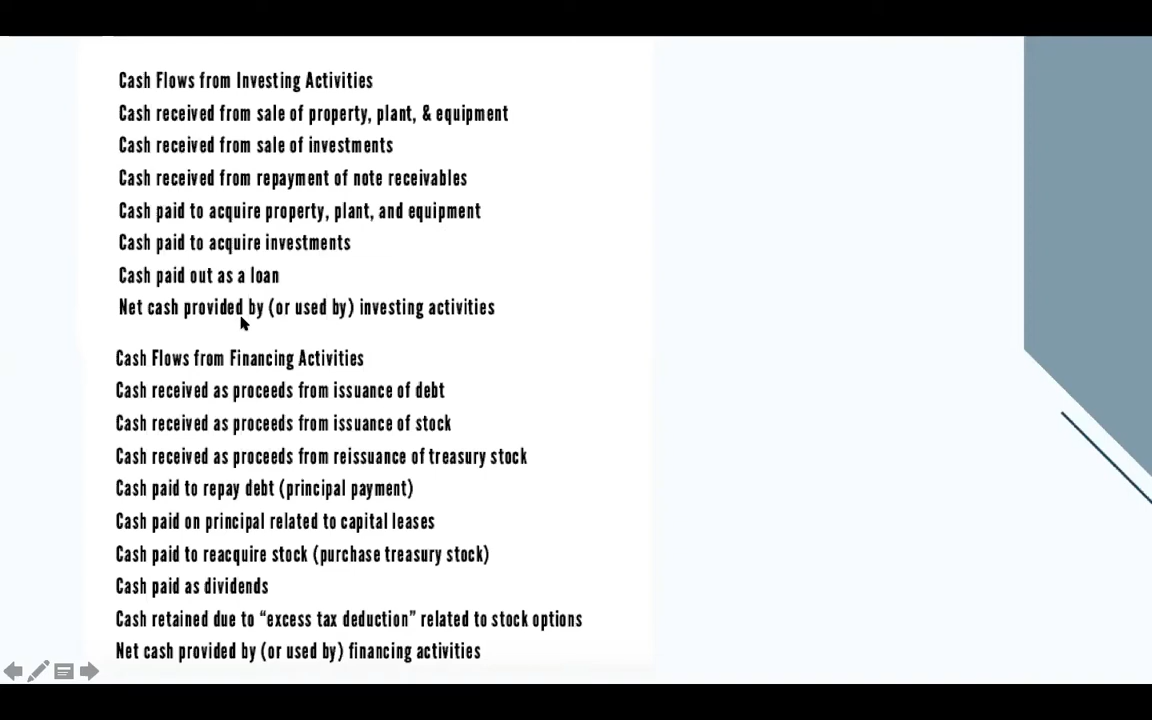 Cash Flows from Investing Activities
Cash received from sale of property, plant, & equipment
Cash received from sale of investments
Cash received from repayment of note receivables
Cash paid to acquire property, plant, and equipment
Cash paid to acquire investments
Cash paid out as a loan
Net cash provided by (or used by) investing activities
Cash Flows from Financing Activities
Cash received as proceeds from issuance of debt
Cash received as proceeds from issuance of stock
Cash received as proceeds from reissuance of treasury stock
Cash paid to repay debt (principal payment)
Cash paid on principal related to capital leases
Cash paid to reacquire stock (purchase treasury stock)
Cash paid as dividends
Cash retained due to “excess tax deduction” related to stock options
Net cash provided by (or used by) financing activities